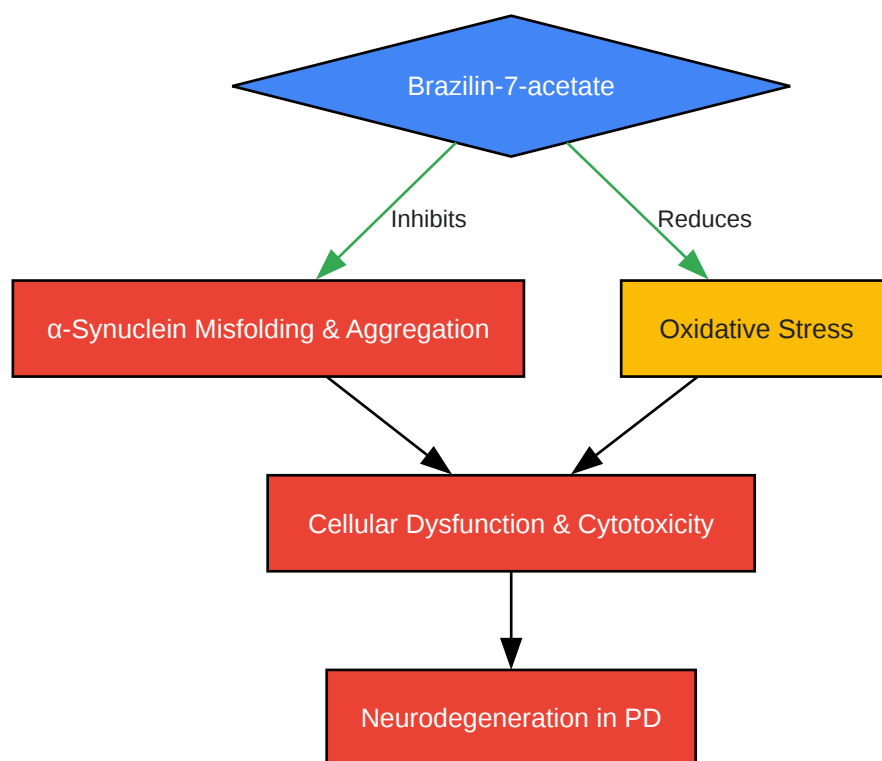 Brazilin-7-acetate
Inhibits
Reduces
α-Synuclein Misfolding & Aggregation
Oxidative Stress
Cellular Dysfunction & Cytotoxicity
Neurodegeneration in PD